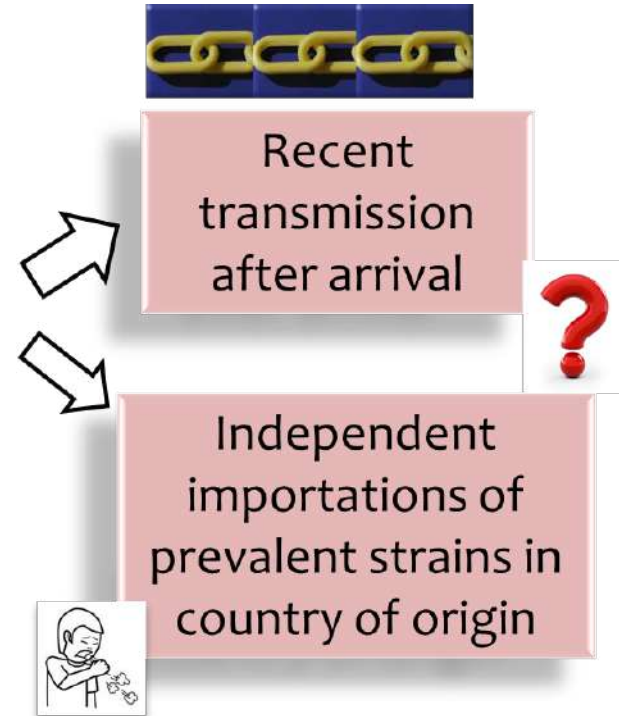 Recent
transmission
after arrival
Independent
importations of
prevalent strains in
country of origin